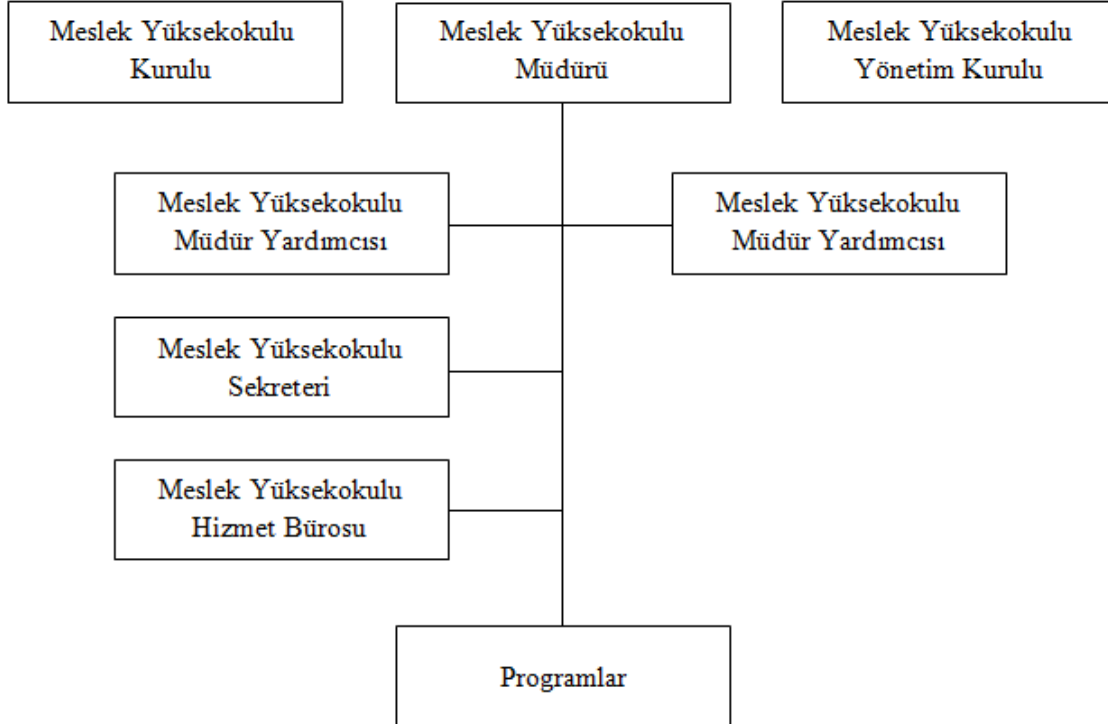 Meslek Yüksekokulu
Kurulu
Meslek Yüksekokulu
Müdürü
Meslek Yüksekokulu
Yönetim Kurulu
Meslek Yüksekokulu
Müdür Yardımcısı
Meslek Yüksekokulu
Müdür Yardımcısı
Meslek Yüksekokulu
Sekreteri
Meslek Yüksekokulu
Hizmet Bürosu
Programlar